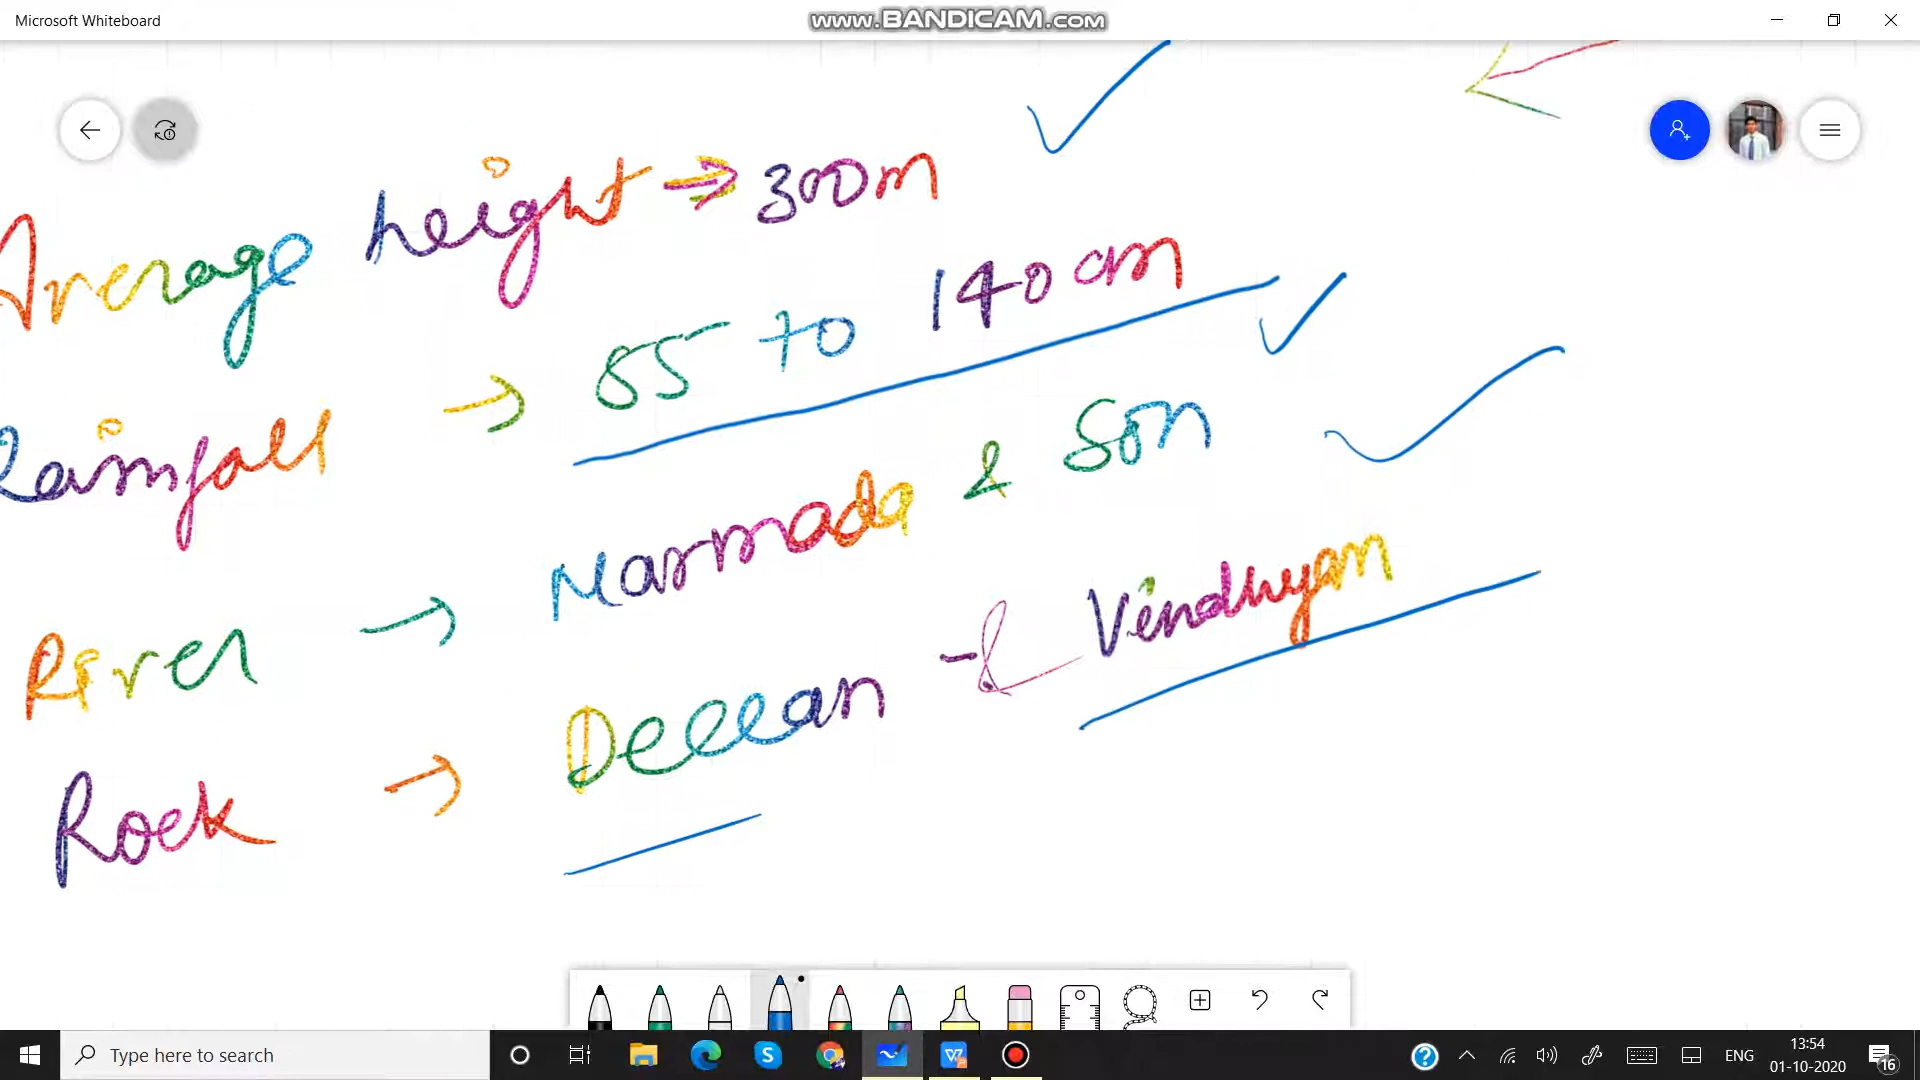 Microsoft Whiteboard
www.BANDICAM.com
Average height → 300m
Rainfall → 85 to 140 cm
River → Narmada & Son
Rock → Deccan - & Vindhyan
Type here to search
ENG
13:54
01-10-2020
16